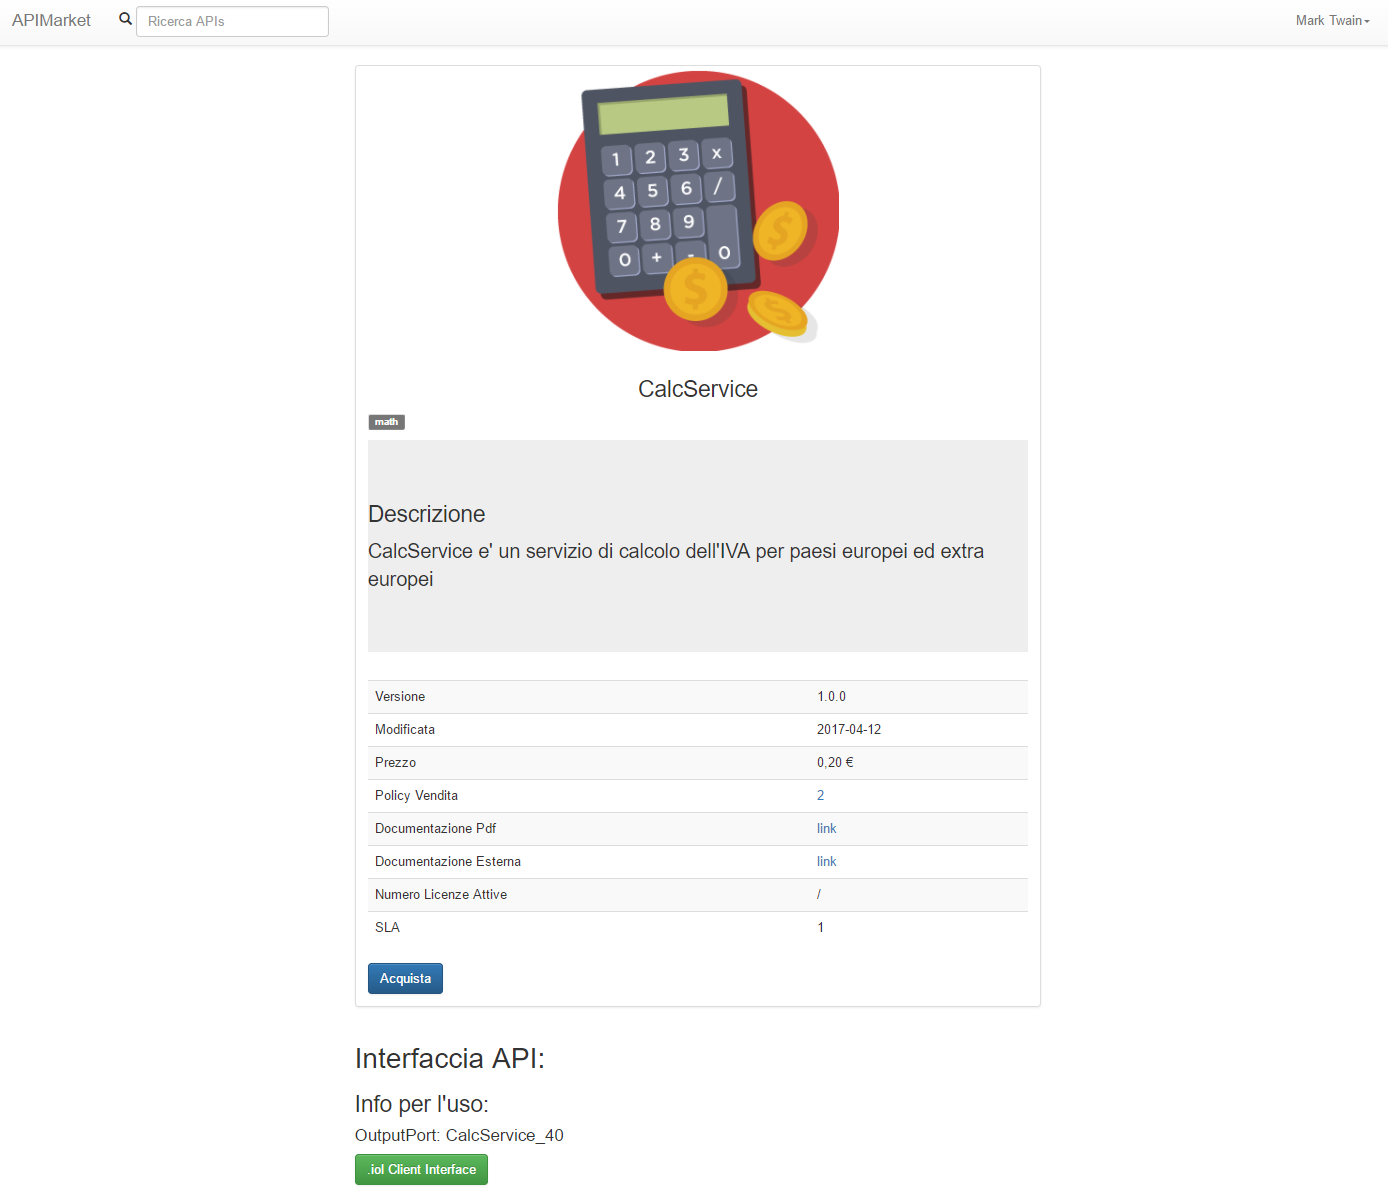 APIMarket Ricerca APIs Mark Twain
1 2 3 x
4 5 6 /
7 8 9
0 + - 0
$
$
$
CalcService
math
Descrizione
CalcService e' un servizio di calcolo dell'IVA per paesi europei ed extra
europei
Versione 1.0.0
Modificata 2017-04-12
Prezzo 0,20 €
Policy Vendita 2
Documentazione Pdf link
Documentazione Esterna link
Numero Licenze Attive /
SLA 1
Acquista
Interfaccia API:
Info per l'uso:
OutputPort: CalcService_40
.iol Client Interface